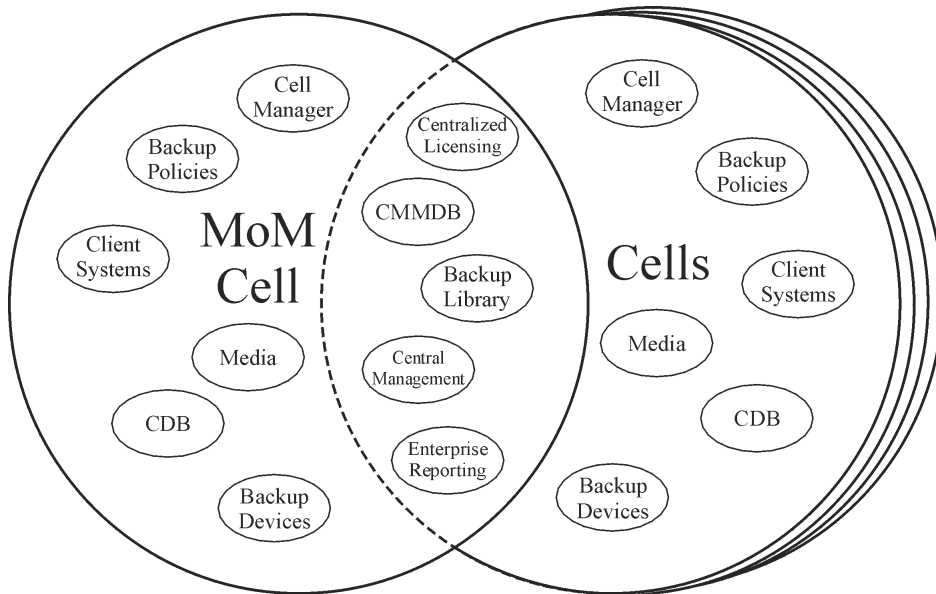 Cell
Manager
Backup
Policies
MoM
Cell
Client
Systems
Media
CDB
Backup
Devices
Centralized
Licensing
CMMDB
Backup
Library
Central
Management
Enterprise
Reporting
Cell
Manager
Backup
Policies
Cells
Client
Systems
Media
CDB
Backup
Devices